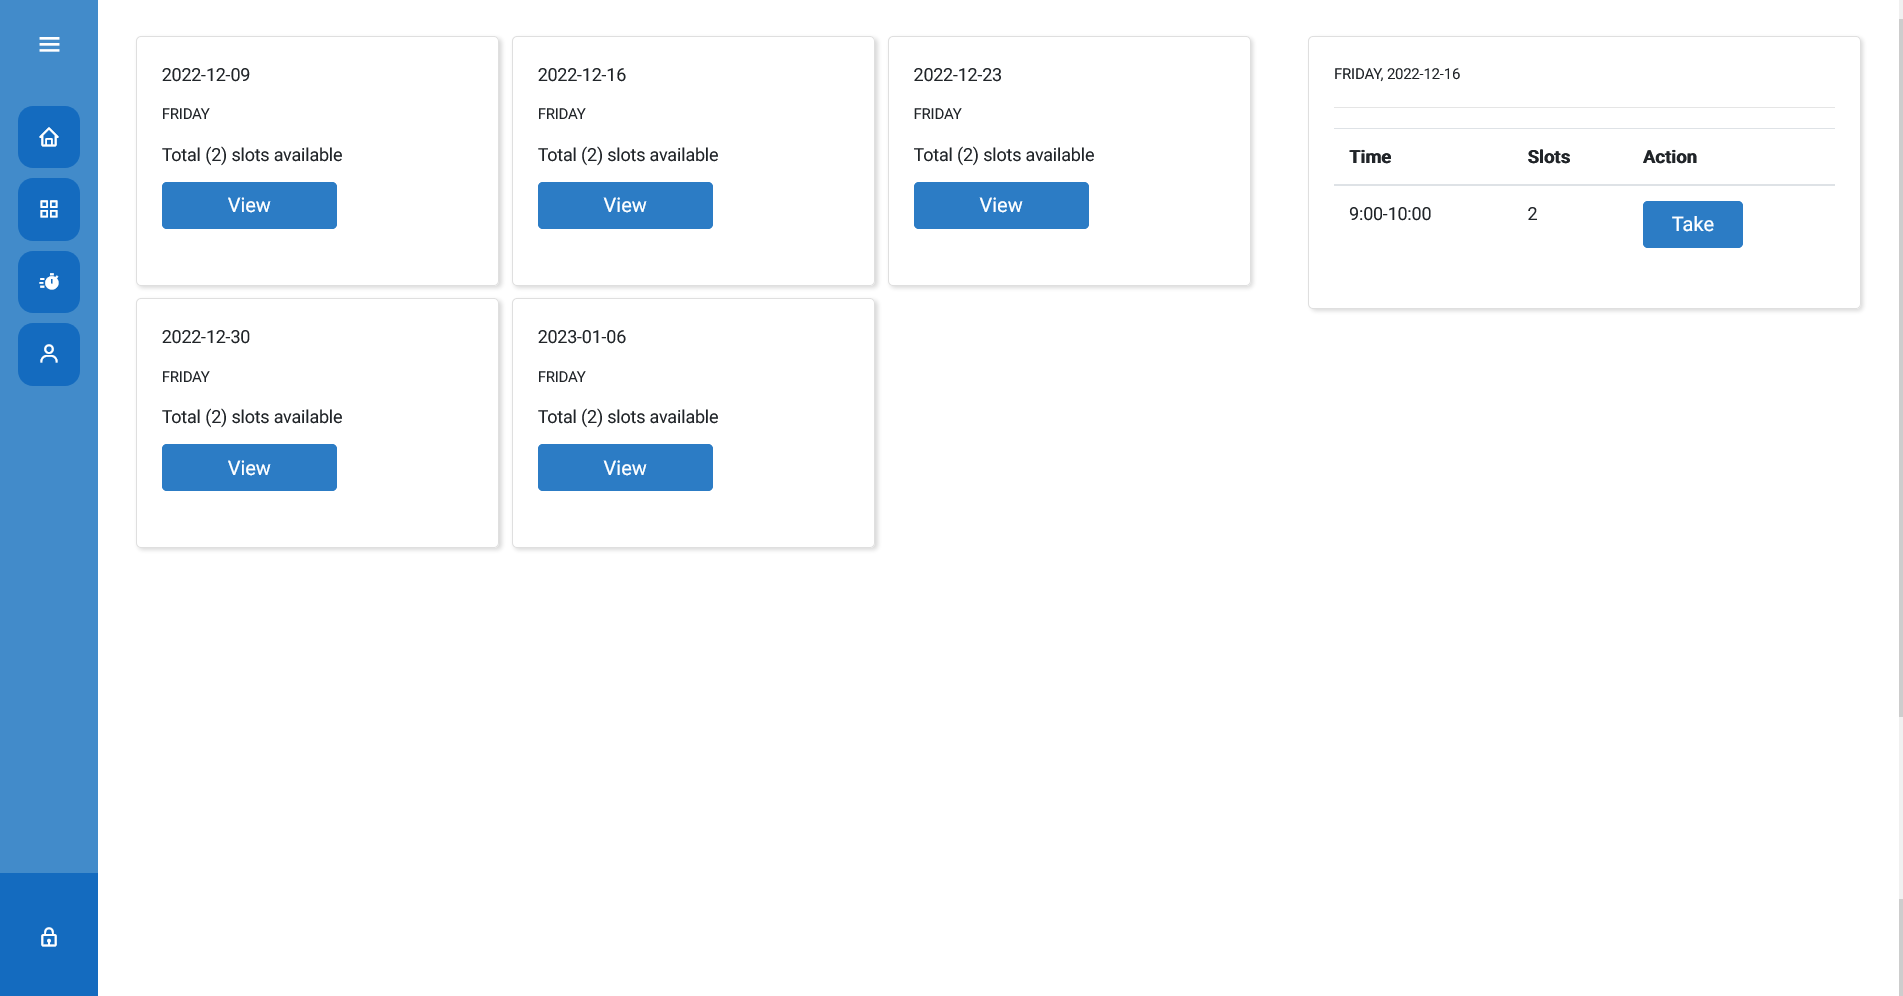 2022-12-09
FRIDAY
Total (2) slots available
View
2022-12-16
FRIDAY
Total (2) slots available
View
2022-12-23
FRIDAY
Total (2) slots available
View
2022-12-30
FRIDAY
Total (2) slots available
View
2023-01-06
FRIDAY
Total (2) slots available
View
FRIDAY, 2022-12-16
Time Slots Action
9:00-10:00 2 Take